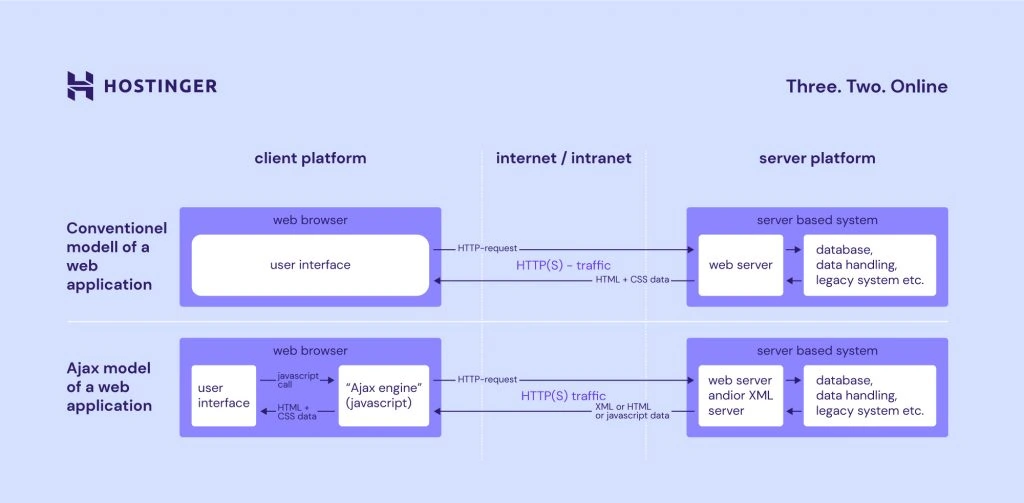 HOSTINGER
Three. Two. Online
client platform
internet / intranet
server platform
Conventionel
modell of a
web
application
web browser
user interface
HTTP-request
HTTP(S) - traffic
HTML + CSS data
server based system
web server
database,
data handling,
legacy system etc.
Ajax model
of a web
application
web browser
user
interface
javascript
call
HTML +
CSS data
“Ajax engine”
(javascript)
HTTP-request
HTTP(S) traffic
XML or HTML
or javascript data
server based system
web server
andior XML
server
database,
data handling,
legacy system etc.